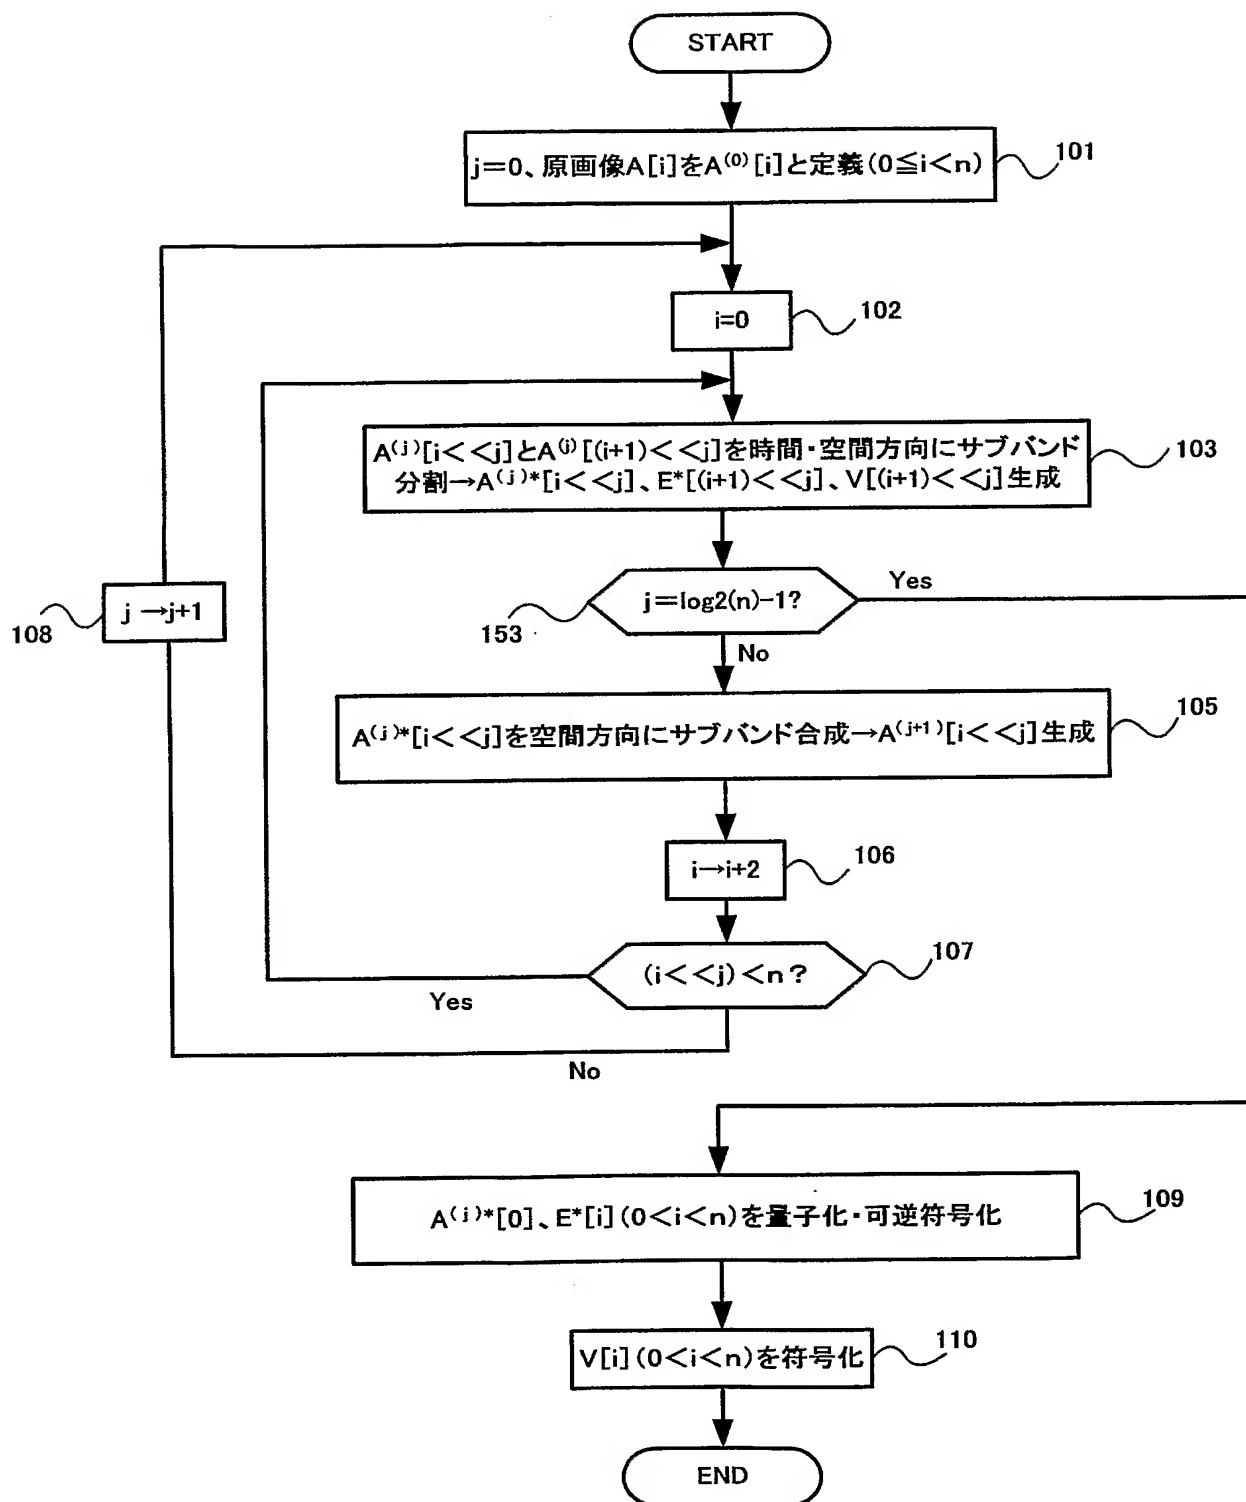 START
j=0、原画像A[i]をA(0)[i]と定義(0≦i<n)
101
i=0
102
A(j)[i<<j]とA(j)[(i+1)<<j]を時間・空間方向にサブバンド
分割→A(j)*[i<<j]、E*[(i+1)<<j]、V[(i+1)<<j]生成
103
j=log2(n)-1?
Yes
153
No
j→j+1
108
A(j)*[i<<j]を空間方向にサブバンド合成→A(j+1)[i<<j]生成
105
i→i+2
106
(i<<j)<n?
107
Yes
No
A(j)*[0]、E*[i](0<i<n)を量子化・可逆符号化
109
V[i](0<i<n)を符号化
110
END